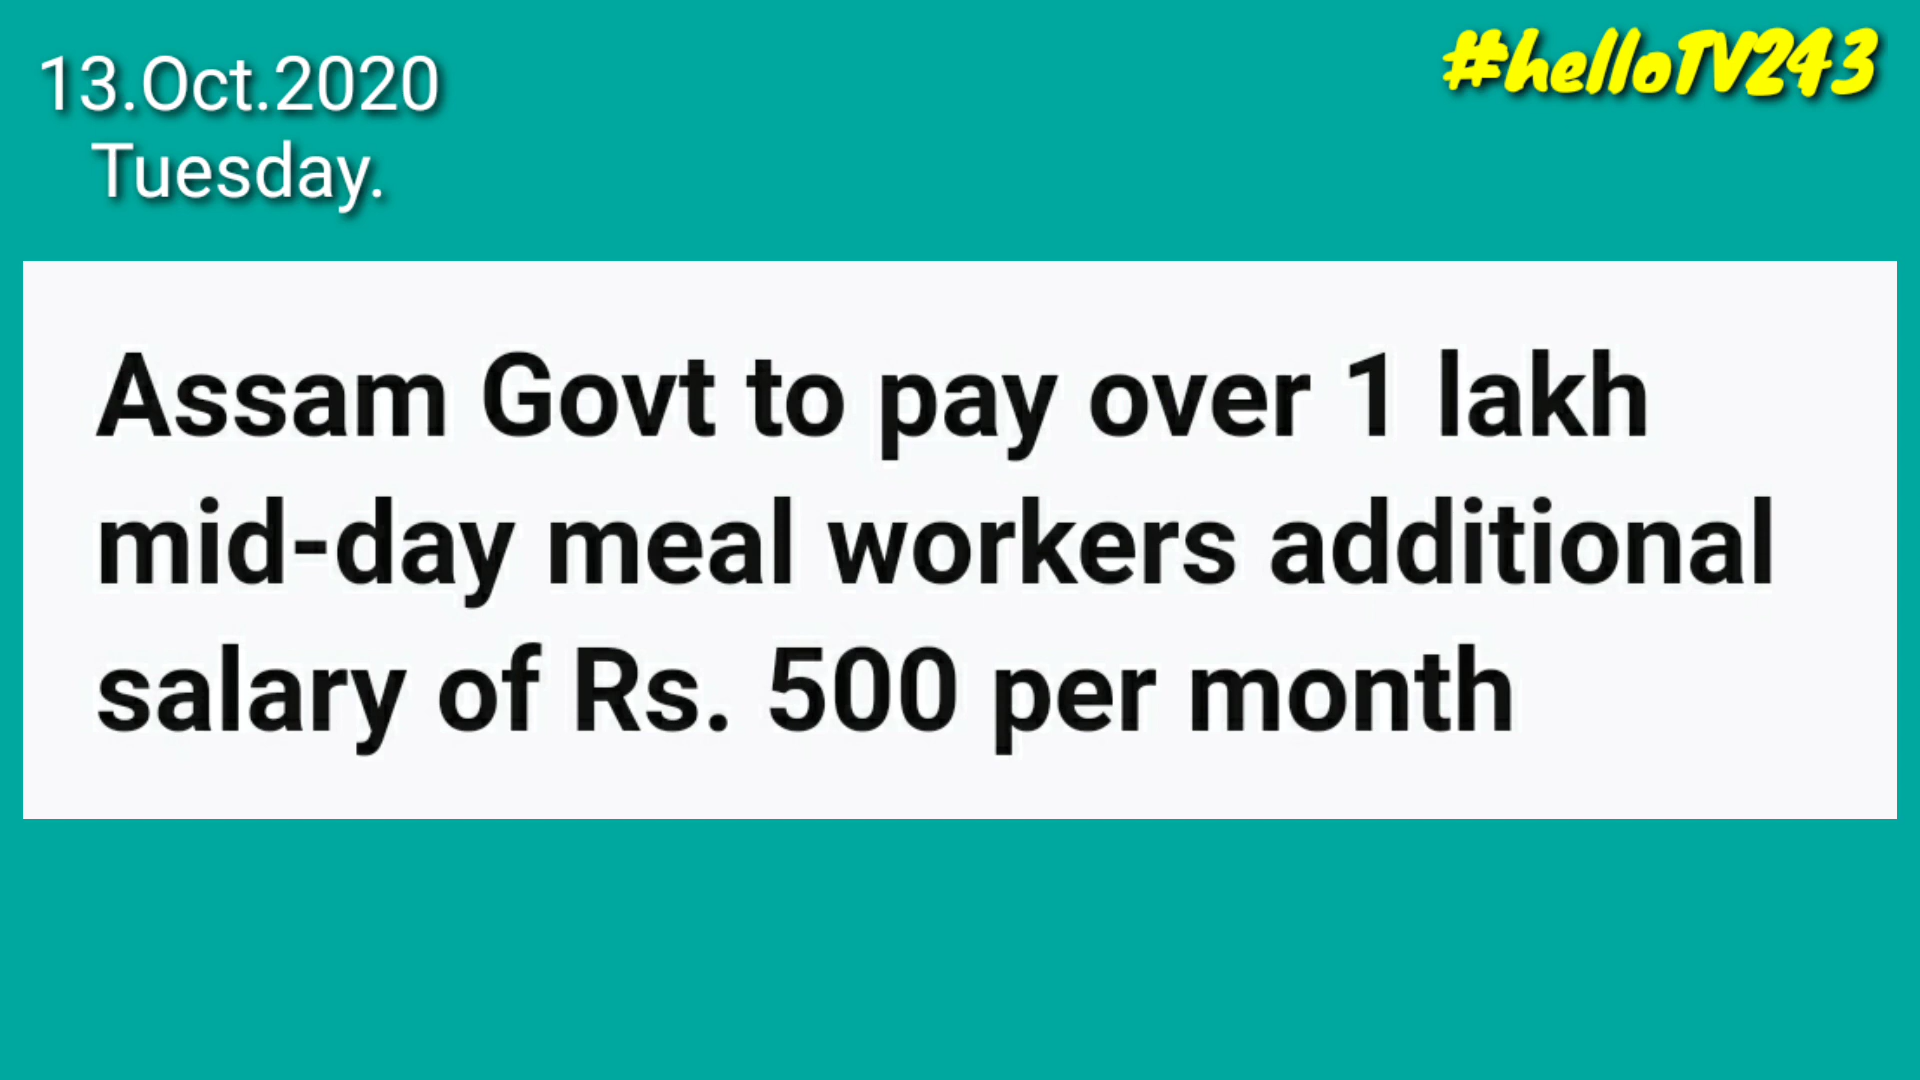 13.Oct.2020
Tuesday.
#helloTV243
Assam Govt to pay over 1 lakh
mid-day meal workers additional
salary of Rs. 500 per month